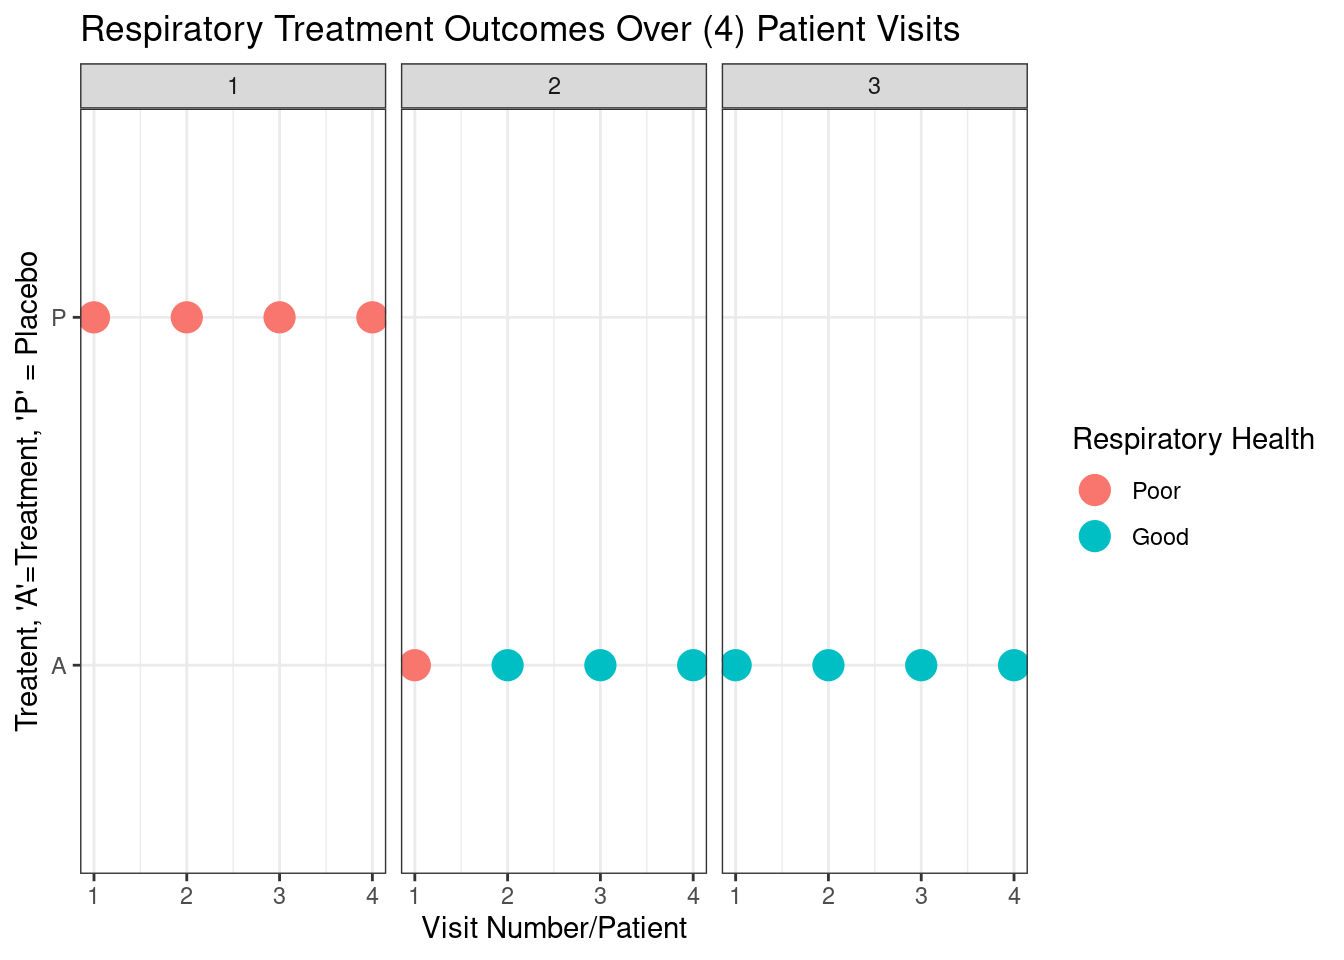 Respiratory Treatment Outcomes Over (4) Patient Visits
1 2 3
Treatent, 'A'=Treatment, 'P' = Placebo
P
A
1 2 3 4 1 2 3 4 1 2 3 4
Visit Number/Patient
Respiratory Health
Poor
Good